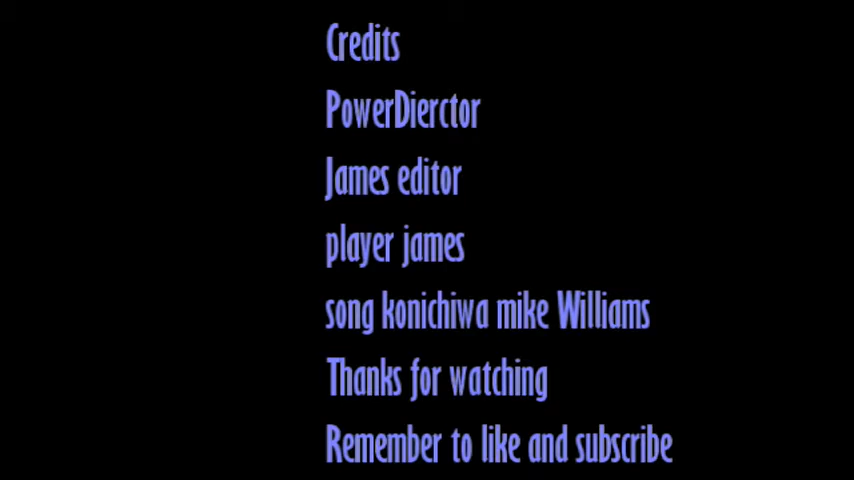 Credits
PowerDierctor
James editor
player james
song konichiwa mike Williams
Thanks for watching
Remember to like and subscribe